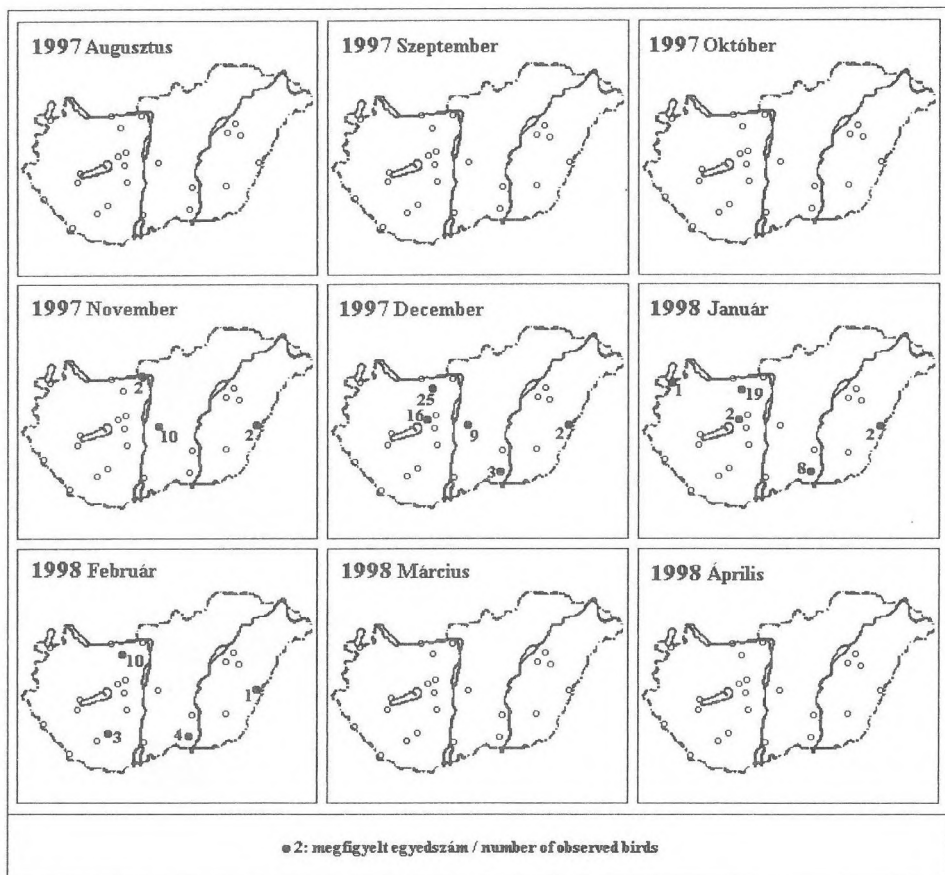 1997 Augusztus
1997 Szeptember
1997 Október
1997 November
2
10
2
1997 December
25
16
9
2
3
1998 Január
1
19
2
2
8
1998 Február
10
1
3
4
1998 Március
1998 Április
2: megfigyelt egyedszám / number of observed birds